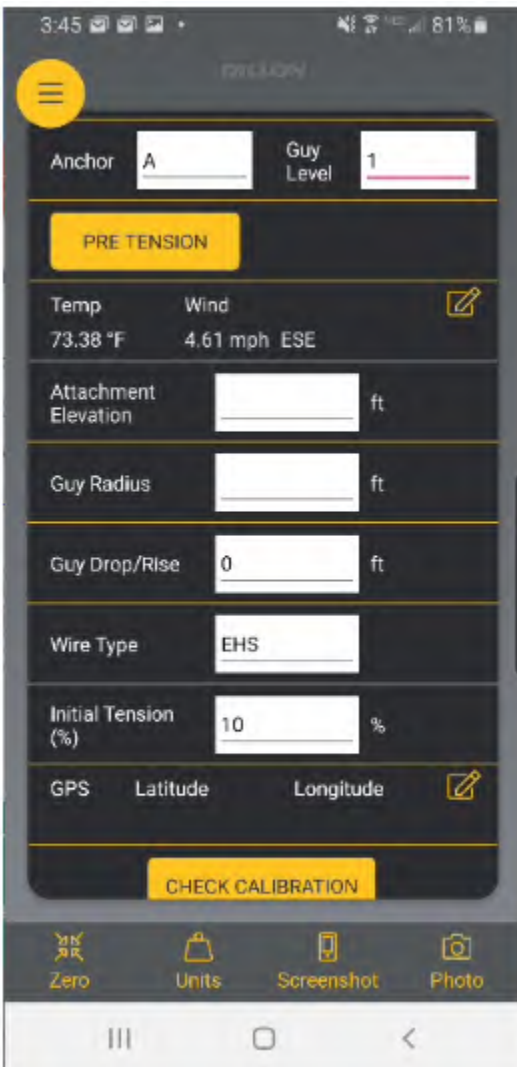 3:45 81%
DILLON
Anchor A Guy Level 1
PRE TENSION
Temp Wind
73.38 °F 4.61 mph ESE
Attachment Elevation ft
Guy Radius ft
Guy Drop/Rise 0 ft
Wire Type EHS
Initial Tension (%) 10 %
GPS Latitude Longitude
CHECK CALIBRATION
Zero Units Screenshot Photo